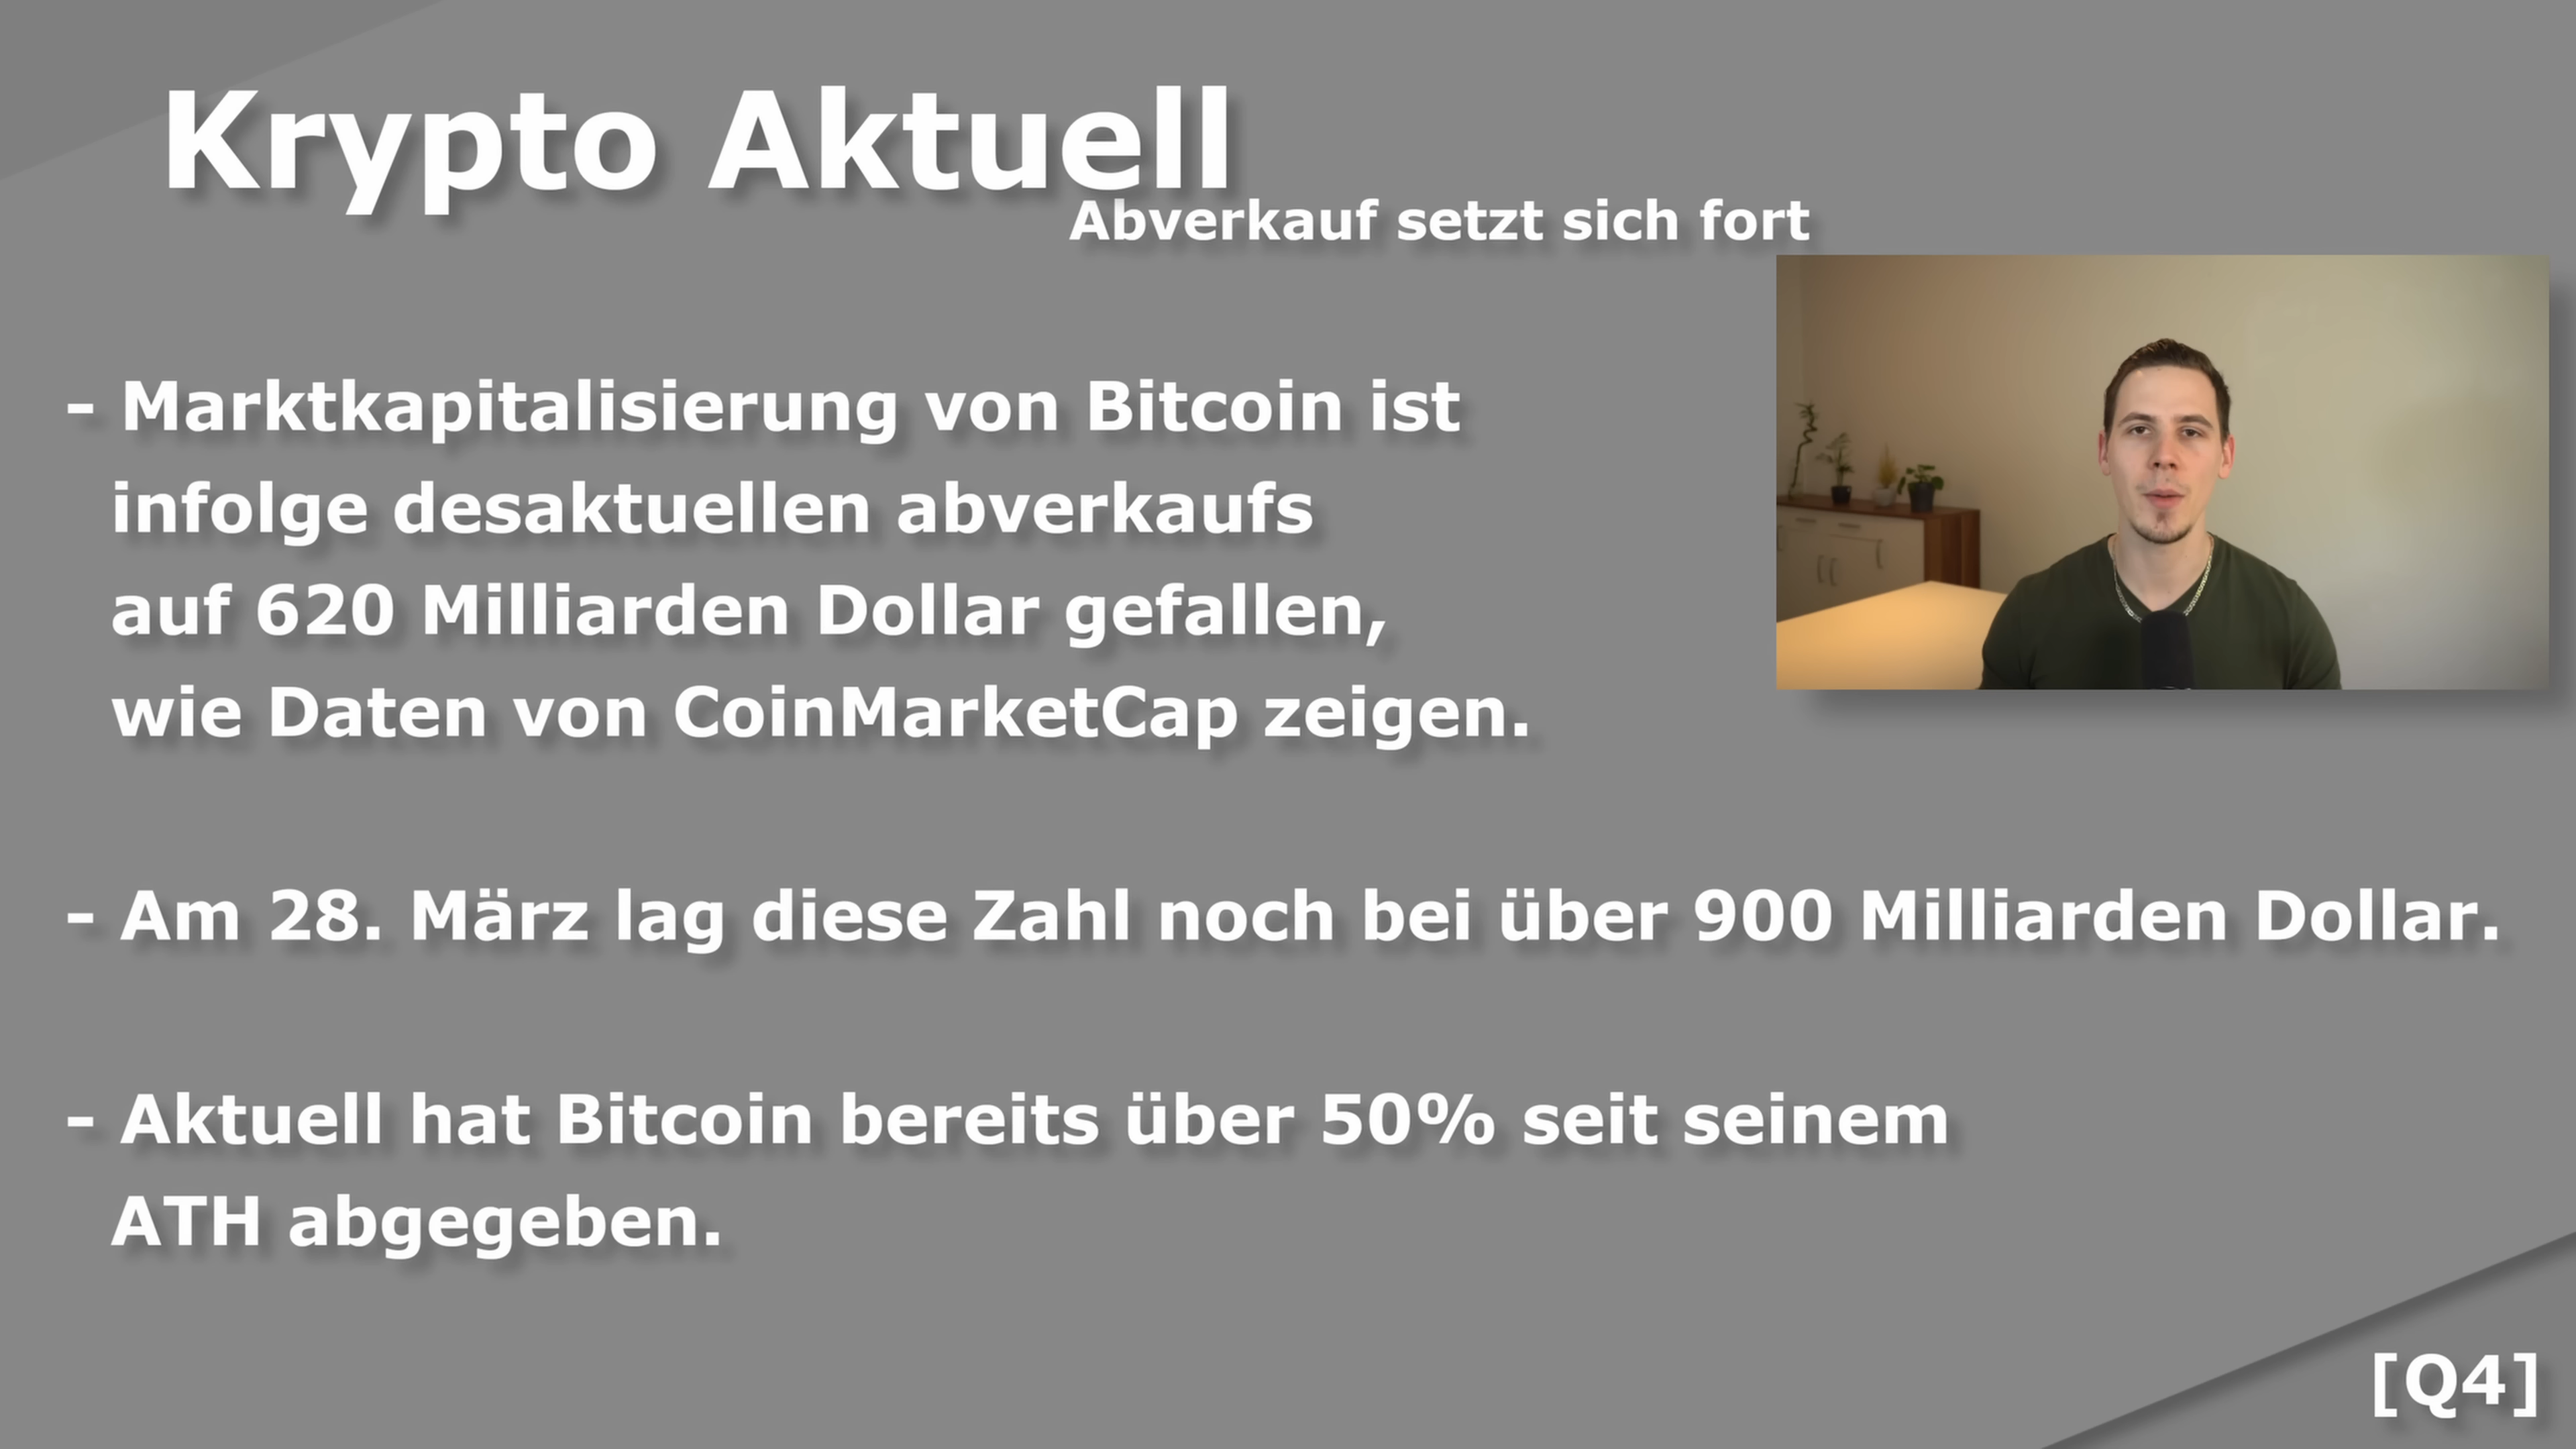 Krypto Aktuell
Abverkauf setzt sich fort
- Marktkapitalisierung von Bitcoin ist
infolge desaktuellen abverkaufs
auf 620 Milliarden Dollar gefallen,
wie Daten von CoinMarketCap zeigen.
- Am 28. März lag diese Zahl noch bei über 900 Milliarden Dollar.
- Aktuell hat Bitcoin bereits über 50% seit seinem
ATH abgegeben.
[Q4]